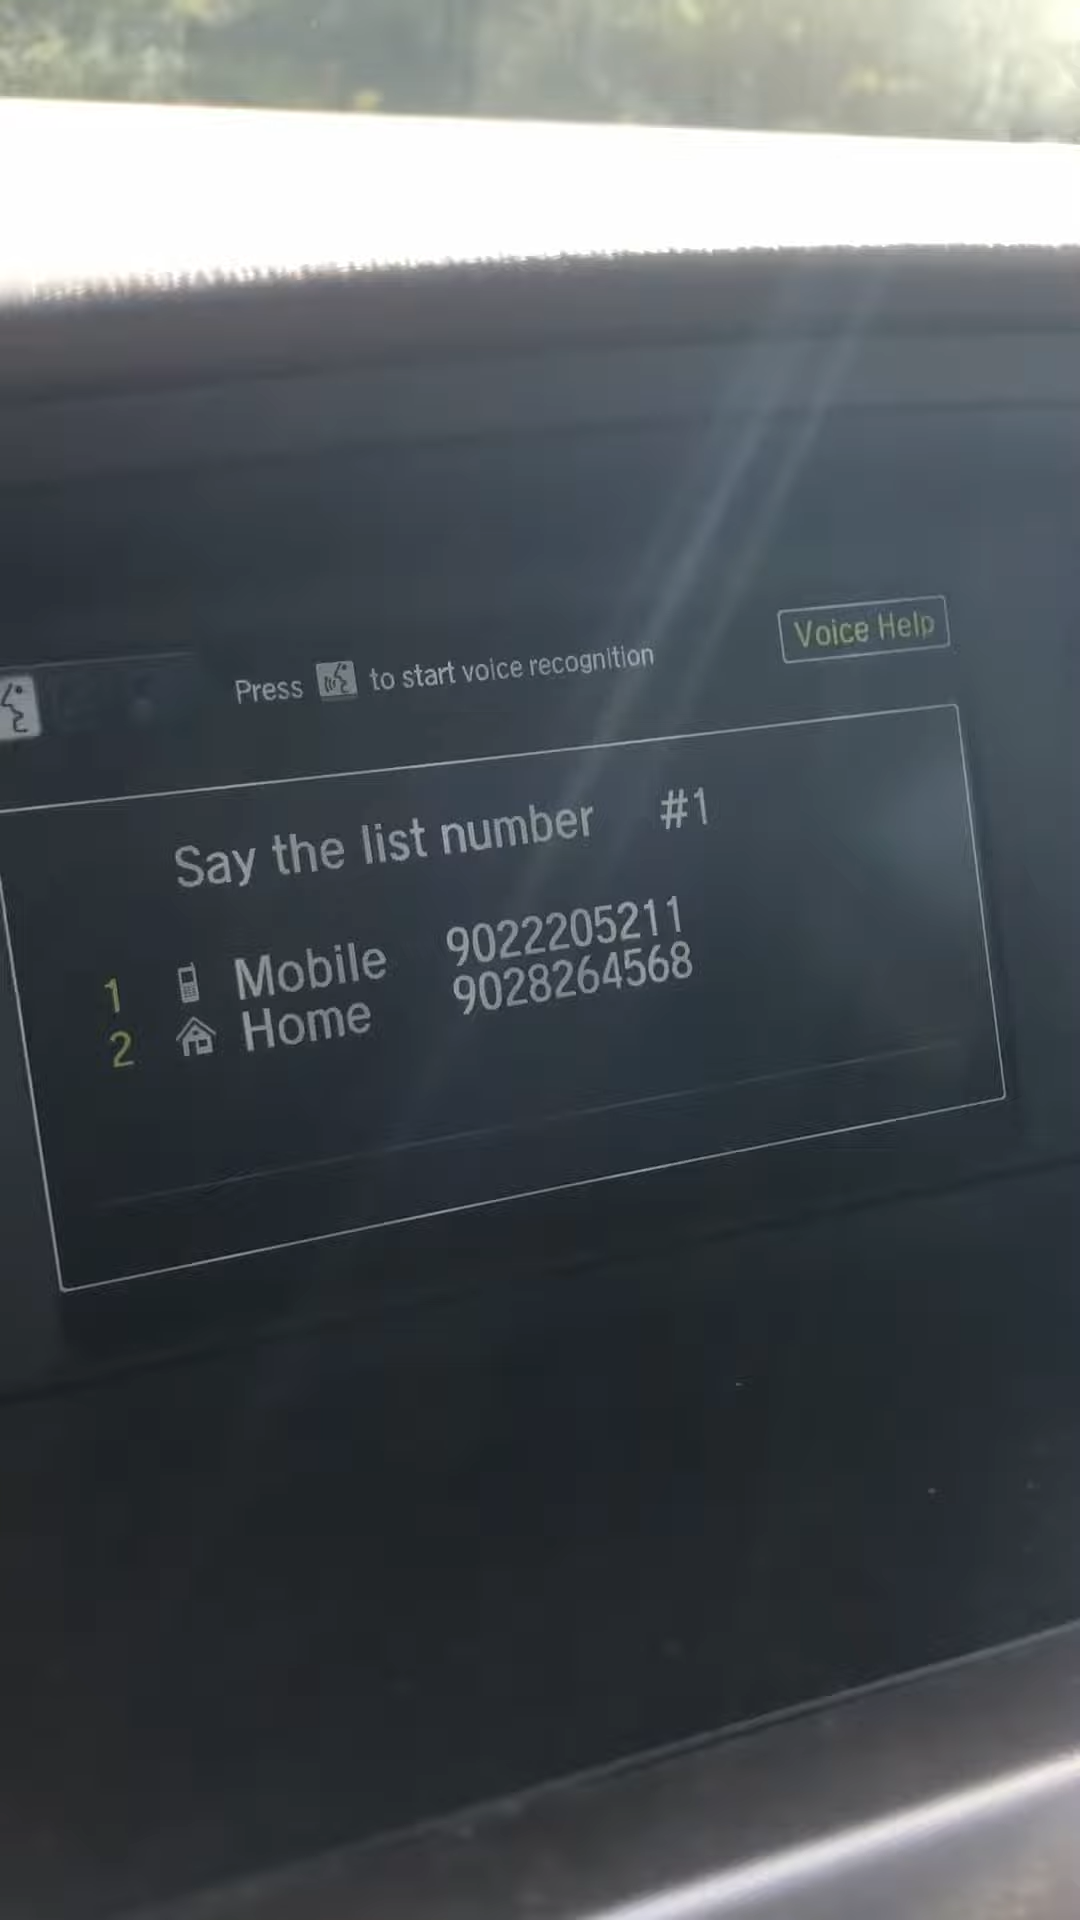 Press to start voice recognition
Voice Help
Say the list number #1
1 Mobile 9022205211
2 Home 9028264568